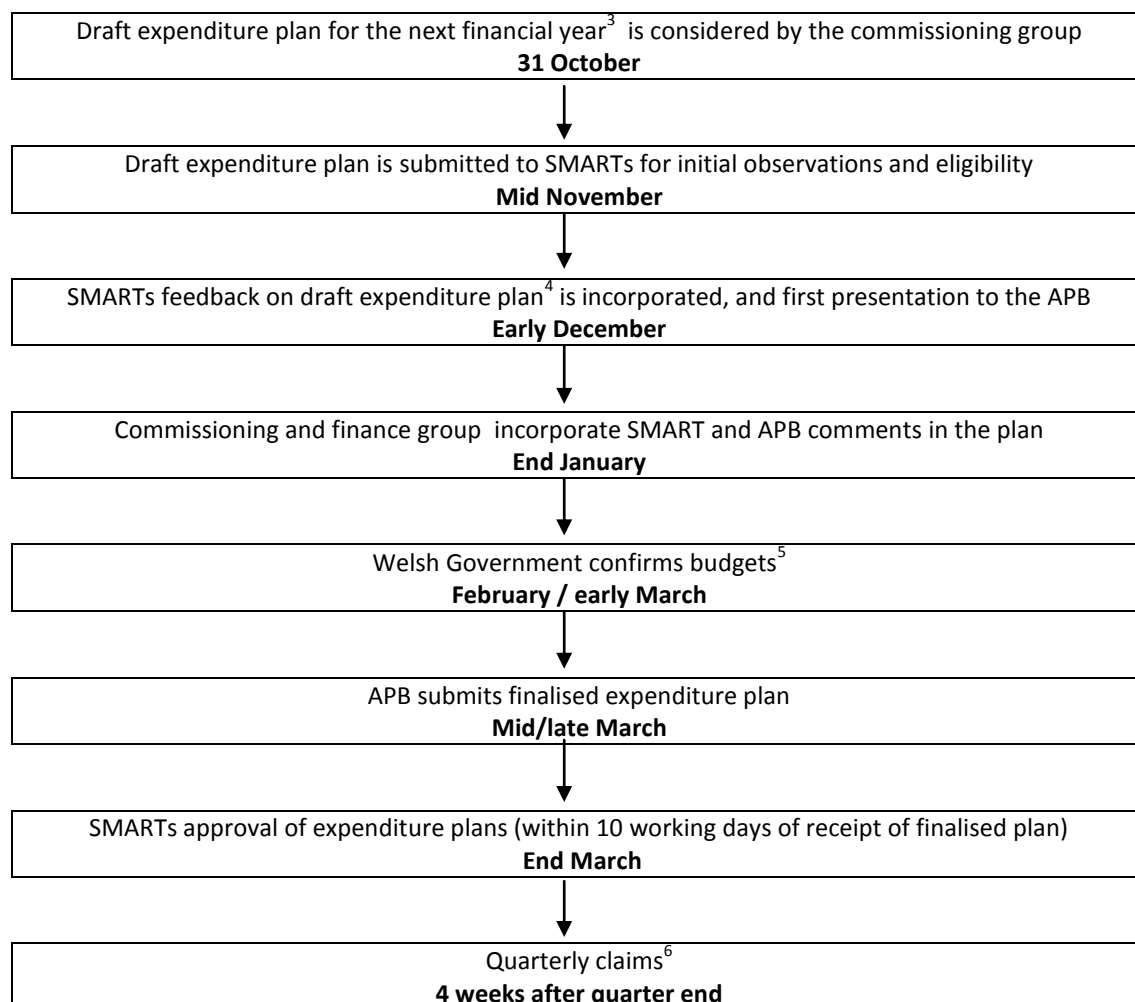 Draft expenditure plan for the next financial year3 is considered by the commissioning group
31 October
Draft expenditure plan is submitted to SMARTs for initial observations and eligibility
Mid November
SMARTs feedback on draft expenditure plan4 is incorporated, and first presentation to the APB
Early December
Commissioning and finance group incorporate SMART and APB comments in the plan
End January
Welsh Government confirms budgets5
February / early March
APB submits finalised expenditure plan
Mid/late March
SMARTs approval of expenditure plans (within 10 working days of receipt of finalised plan)
End March
Quarterly claims6
4 weeks after quarter end